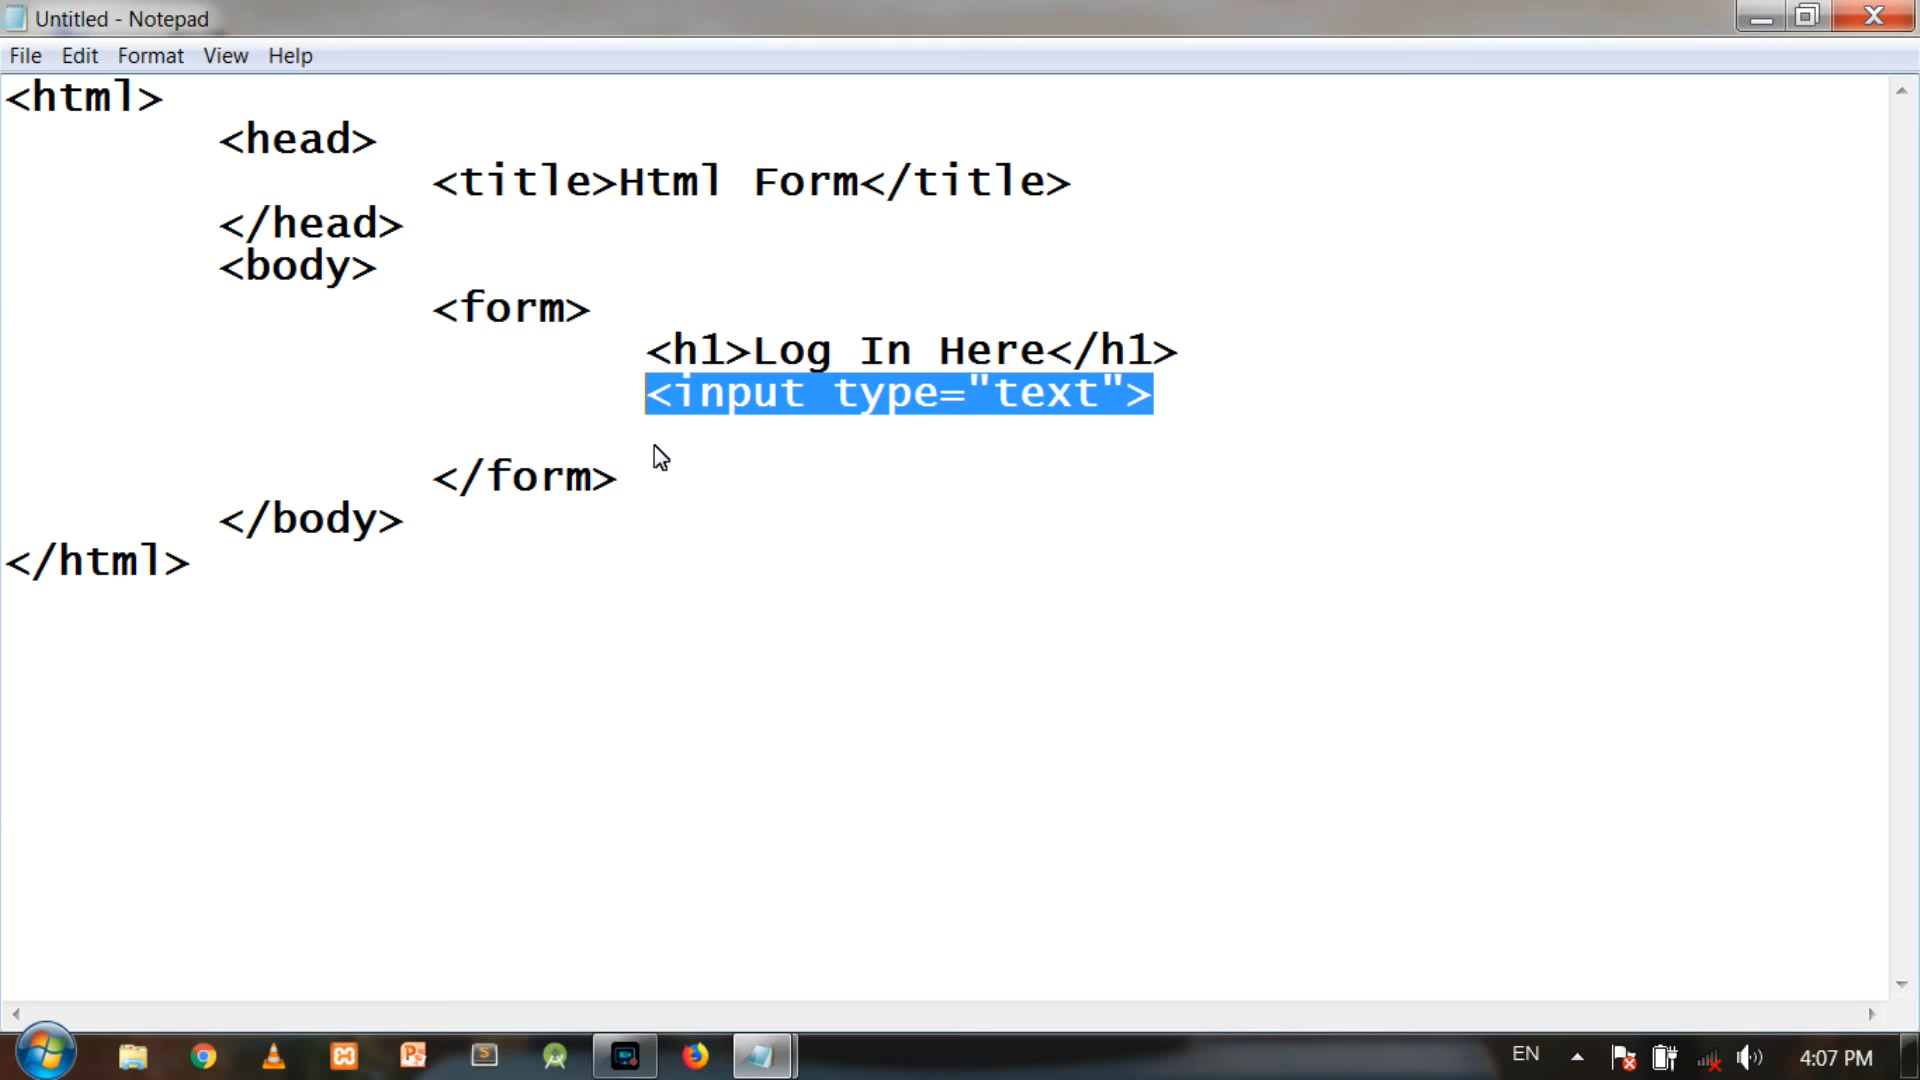 Untitled - Notepad
File Edit Format View Help
<html>
<head>
<title>Html Form</title>
</head>
<body>
<form>
<h1>Log In Here</h1>
<input type="text">
</form>
</body>
</html>
EN 4:07 PM